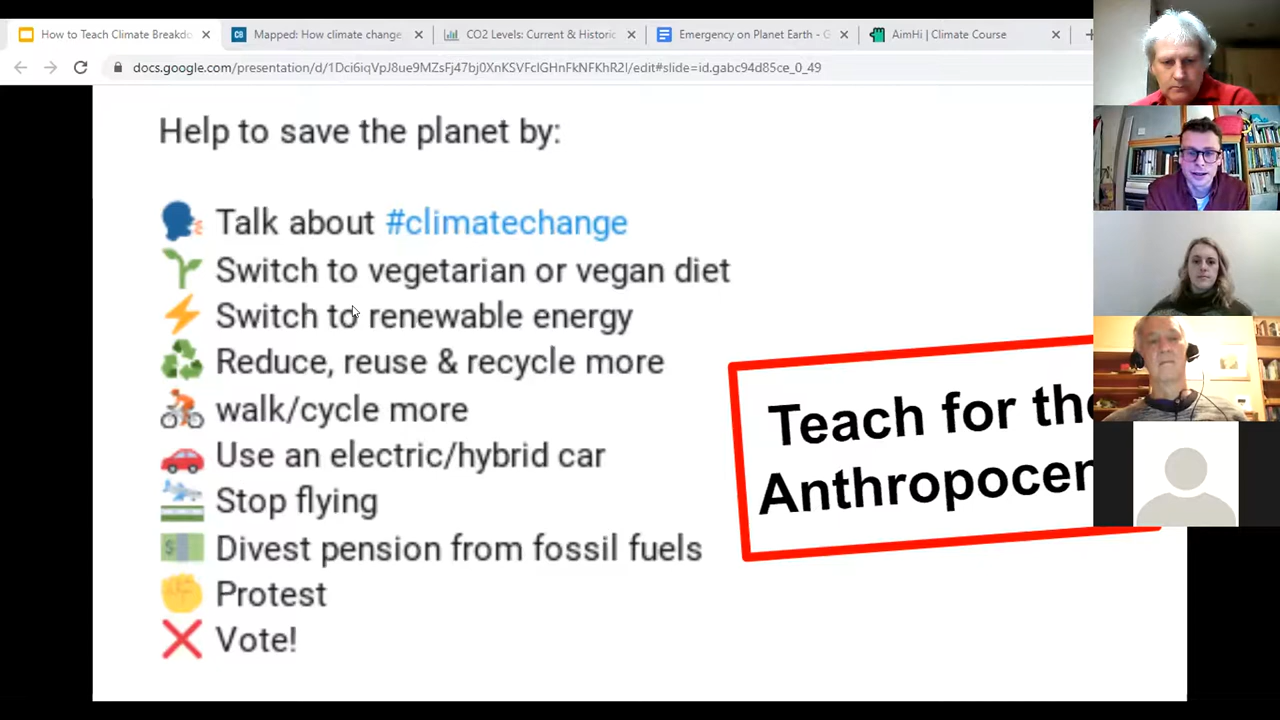 How to Teach Climate Breakdo
Mapped: How climate change
CO2 Levels: Current & Historic
Emergency on Planet Earth - G
AimHi | Climate Course
docs.google.com/presentation/d/1Dci6iqVpJ8ue9MZsFj47bJ0XnKSVFclGHnFkNFKhR2I/edit#slide=id.gabc94d85ce_0_49
Help to save the planet by:
Talk about #climatechange
Switch to vegetarian or vegan diet
Switch to renewable energy
Reduce, reuse & recycle more
walk/cycle more
Use an electric/hybrid car
Stop flying
Divest pension from fossil fuels
Protest
Vote!
Teach for the
Anthropocen